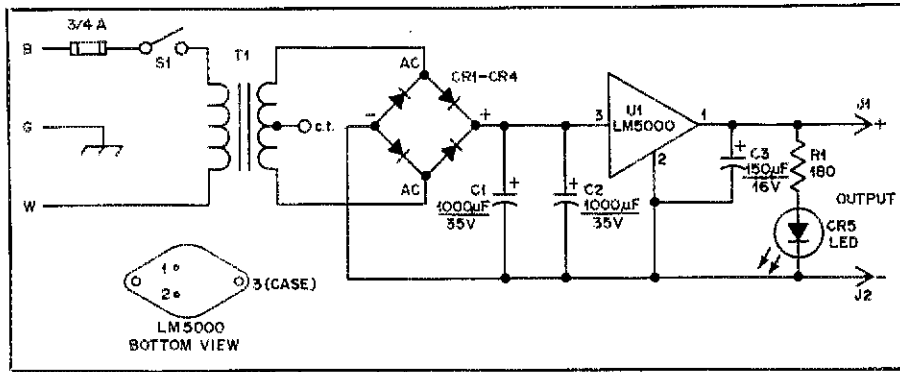 3/4 A
B
S1
T1
AC
CR1-CR4
U1
LM5000
3
1
2
J1
+
G
c.t.
-
+
+
C1
1000µF
35V
+
C2
1000µF
35V
+
C3
150µF
16V
R1
180
OUTPUT
AC
W
CR5
LED
-
J2
1
2
3 (CASE)
LM5000
BOTTOM VIEW